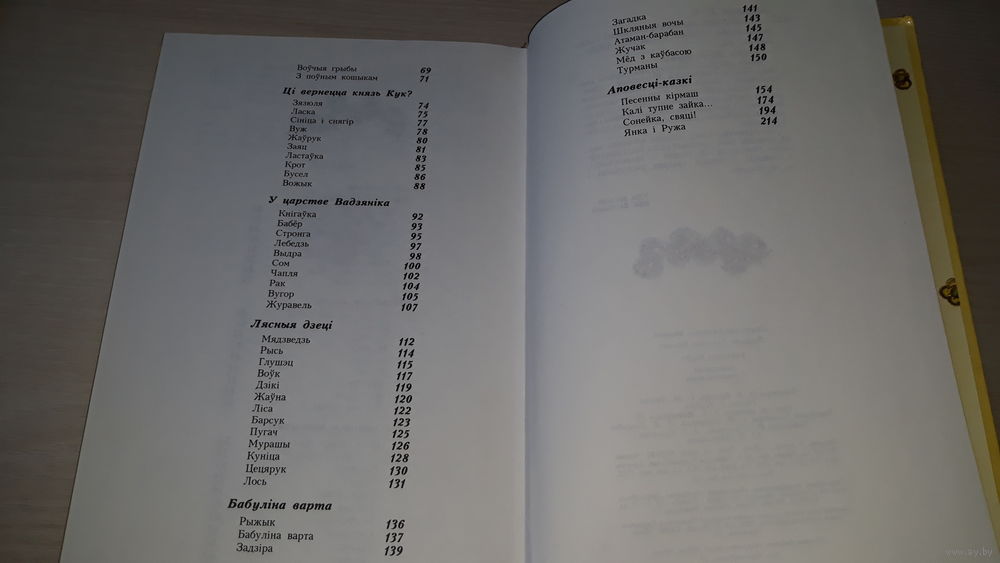 Воўчыя грыбы 69
З поўным кошыкам 71
Ці вернецца князь Кук?
Зязюля 74
Ласка 75
Сініца і снягір 77
Вуж 78
Жаўрук 80
Заяц 81
Ластаўка 83
Крот 85
Бусел 86
Вожык 88
У царстве Вадзяніка
Кнігаўка 92
Бабёр 93
Стронга 95
Лебедзь 97
Выдра 98
Сом 100
Чапля 102
Рак 104
Вугор 105
Журавель 107
Лясныя дзеці
Мядзведзь 112
Рысь 114
Глушэц 115
Воўк 117
Дзікі 119
Жаўна 120
Ліса 122
Барсук 123
Пугач 125
Мурашы 126
Куніца 128
Цецярук 130
Лось 131
Бабуліна варта
Рыжык 136
Бабуліна варта 137
Задзіра 139
Загадка 141
Шкляныя вочы 143
Атаман-барабан 145
Жучак 147
Мёд з каўбасою 148
Турманы 150
Аповесці-казкі
Песенны кірмаш 154
Калі тупне зайка... 174
Сонейка, свяці! 194
Янка і Ружа 214
www.ay.by